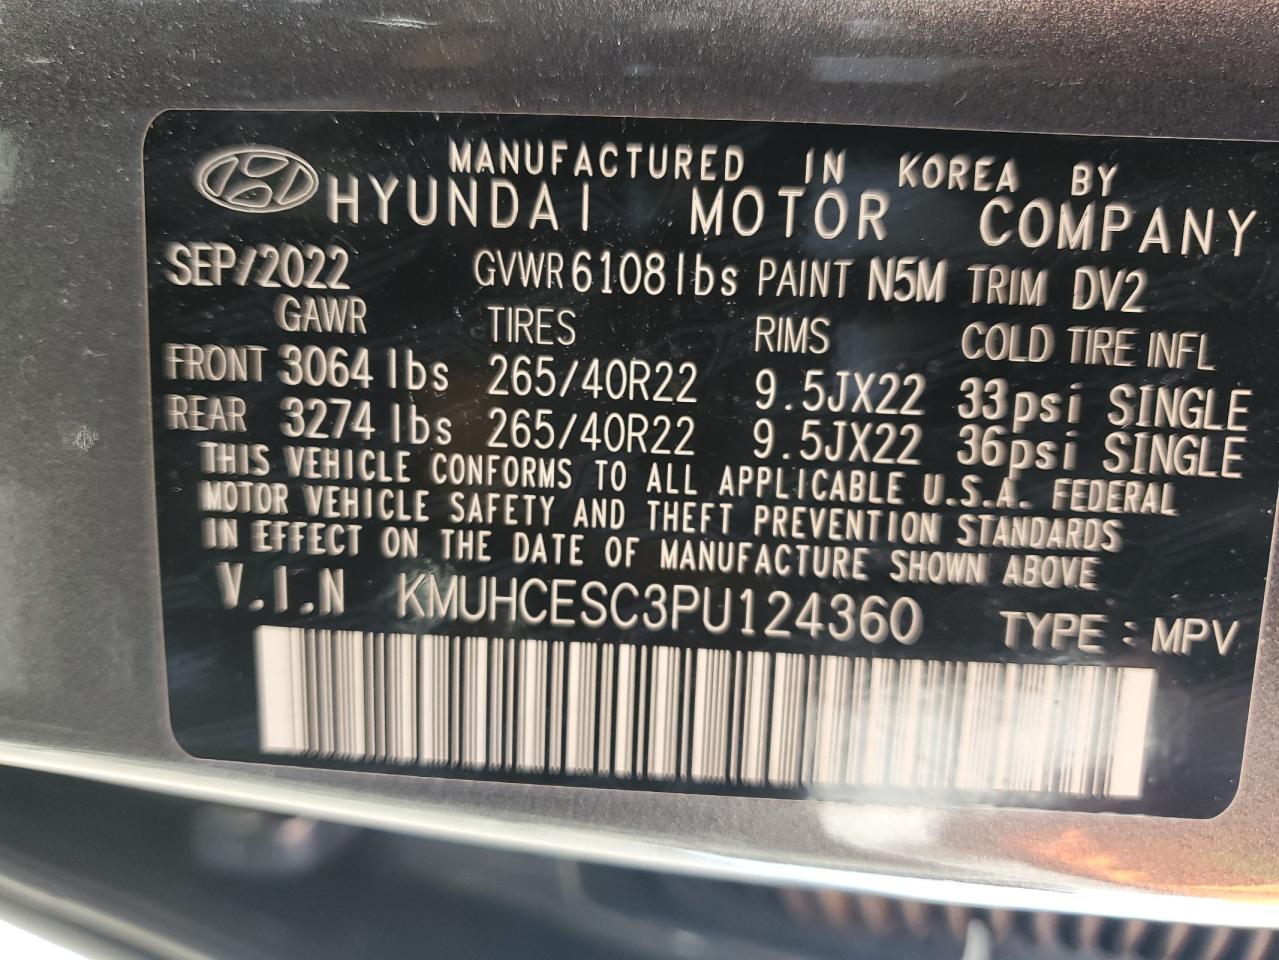 MANUFACTURED IN KOREA BY
HYUNDAI MOTOR COMPANY
SEP/2022 GVWR 6108 lbs PAINT N5M TRIM DV2
GAWR TIRES RIMS COLD TIRE INFL
FRONT 3064 lbs 265/40R22 9.5JX22 33psi SINGLE
REAR 3274 lbs 265/40R22 9.5JX22 36psi SINGLE
THIS VEHICLE CONFORMS TO ALL APPLICABLE U.S.A. FEDERAL
MOTOR VEHICLE SAFETY AND THEFT PREVENTION STANDARDS
IN EFFECT ON THE DATE OF MANUFACTURE SHOWN ABOVE
V.I.N KMUHCESC3PU124360 TYPE : MPV